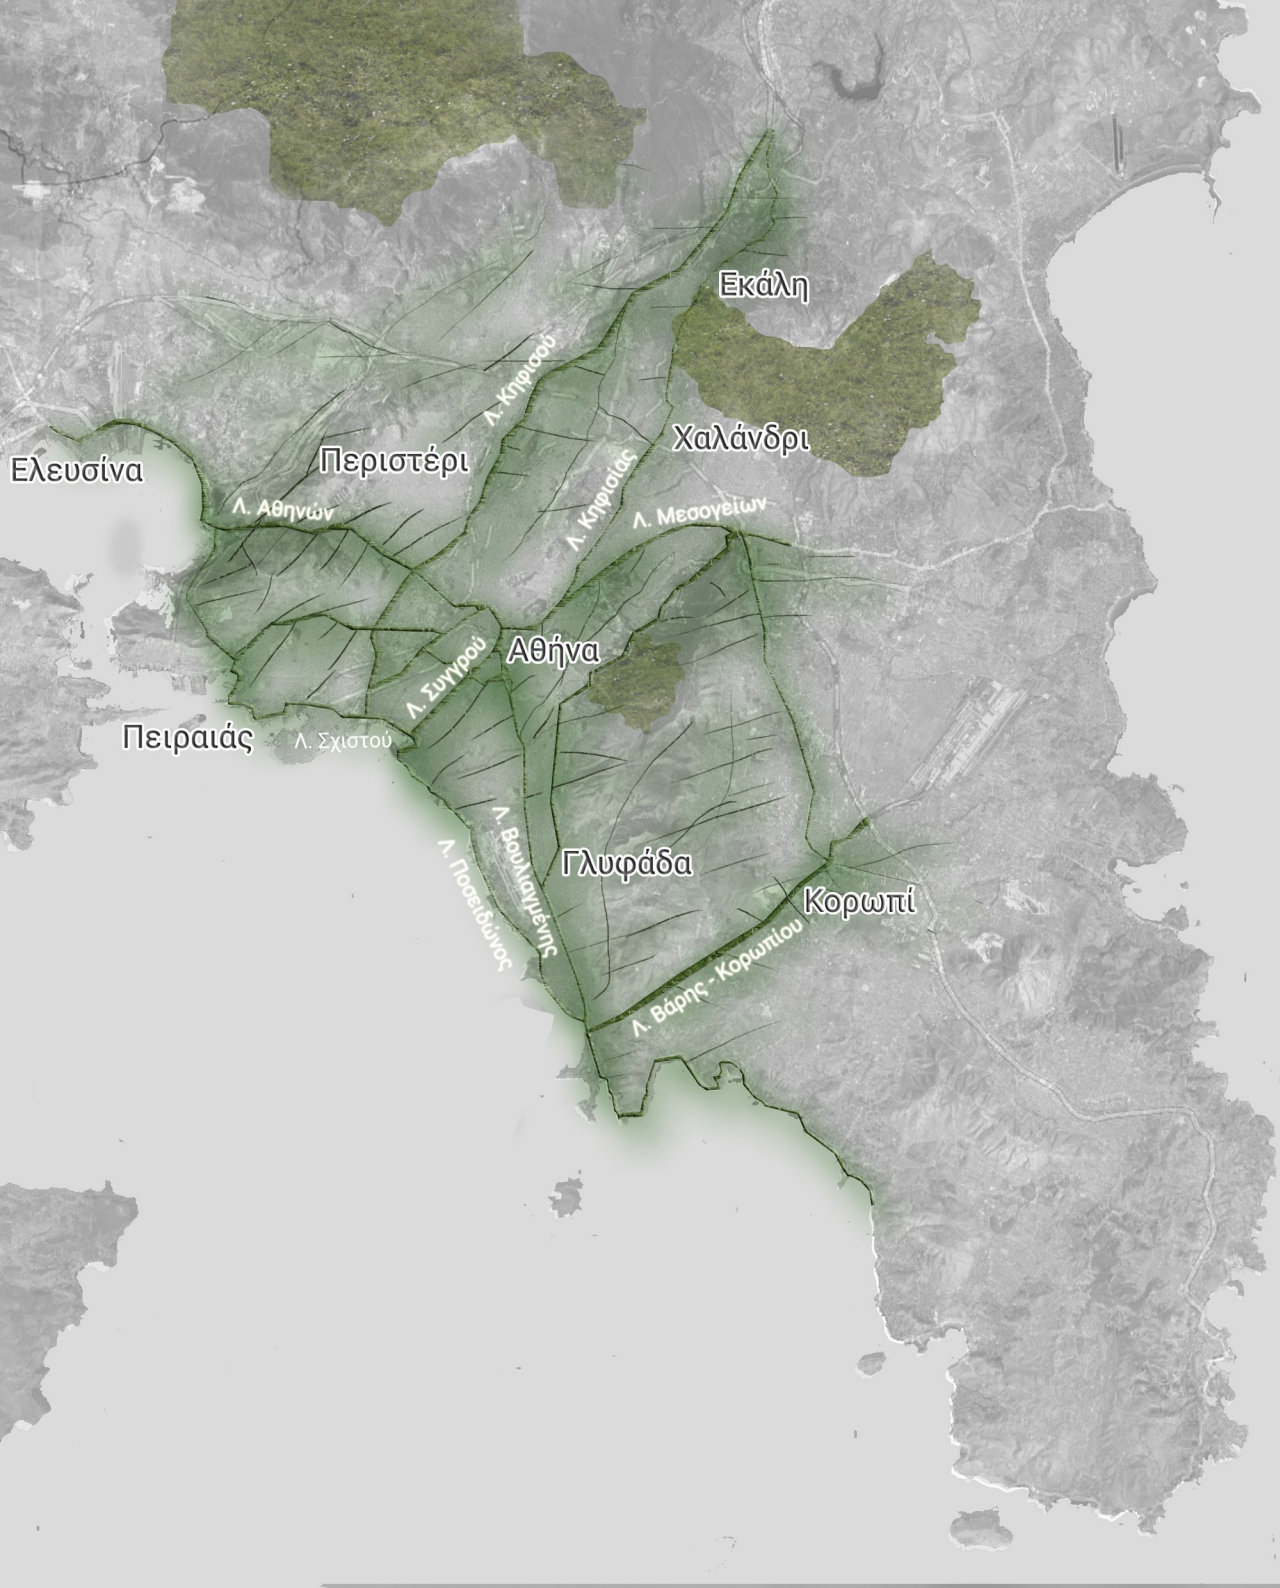 Εκάλη
Λ. Κηφισού
Χαλάνδρι
Περιστέρι
Ελευσίνα
Λ. Κηφισίας
Λ. Αθηνών
Λ. Μεσογείων
Αθήνα
Λ. Συγγρού
Πειραιάς
Λ. Σχιστού
Λ. Βουλιαγμένης
Γλυφάδα
Λ. Ποσειδώνος
Κορωπί
Λ. Βάρης - Κορωπίου